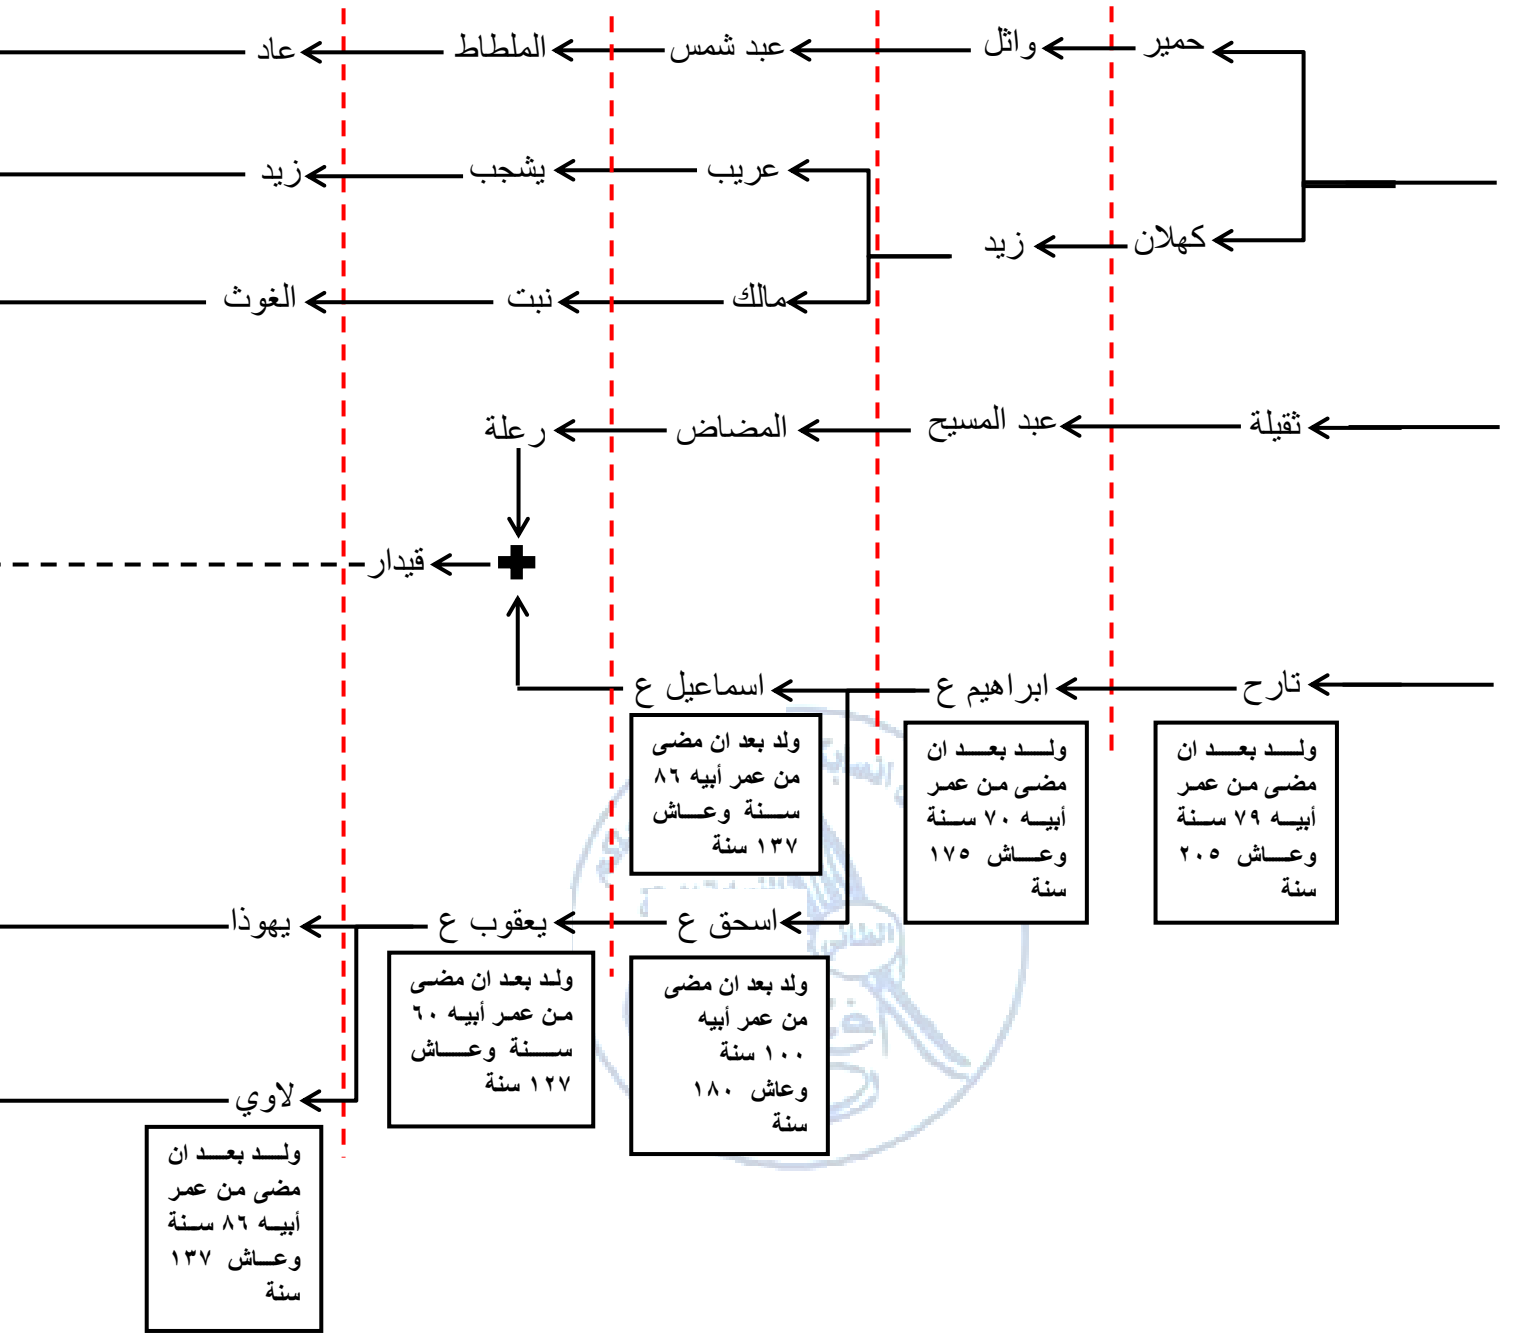 حمير
واثل
عبد شمس
الملطاط
عاد
عريب
يشجب
زيد
كهلان
زيد
مالك
نبت
الغوث
ثقيلة
عبد المسيح
المضاض
رعلة
قيدار
تارح
ابراهيم ع
اسماعيل ع
ولد بعد ان
مضى من عمر
أبيه ٧٩ سنة
وعاش ٢٠٥
سنة
ولد بعد ان
مضى من عمر
أبيه ٧٠ سنة
وعاش ١٧٥
سنة
ولد بعد ان مضى
من عمر أبيه ٨٦
سنة وعاش
١٣٧ سنة
اسحق ع
يعقوب ع
يهوذا
ولد بعد ان مضى
من عمر أبيه
١٠٠ سنة
وعاش ١٨٠
سنة
ولد بعد ان مضى
من عمر أبيه ٦٠
سنة وعاش
١٢٧ سنة
لاوي
ولد بعد ان
مضى من عمر
أبيه ٨٦ سنة
وعاش ١٣٧
سنة